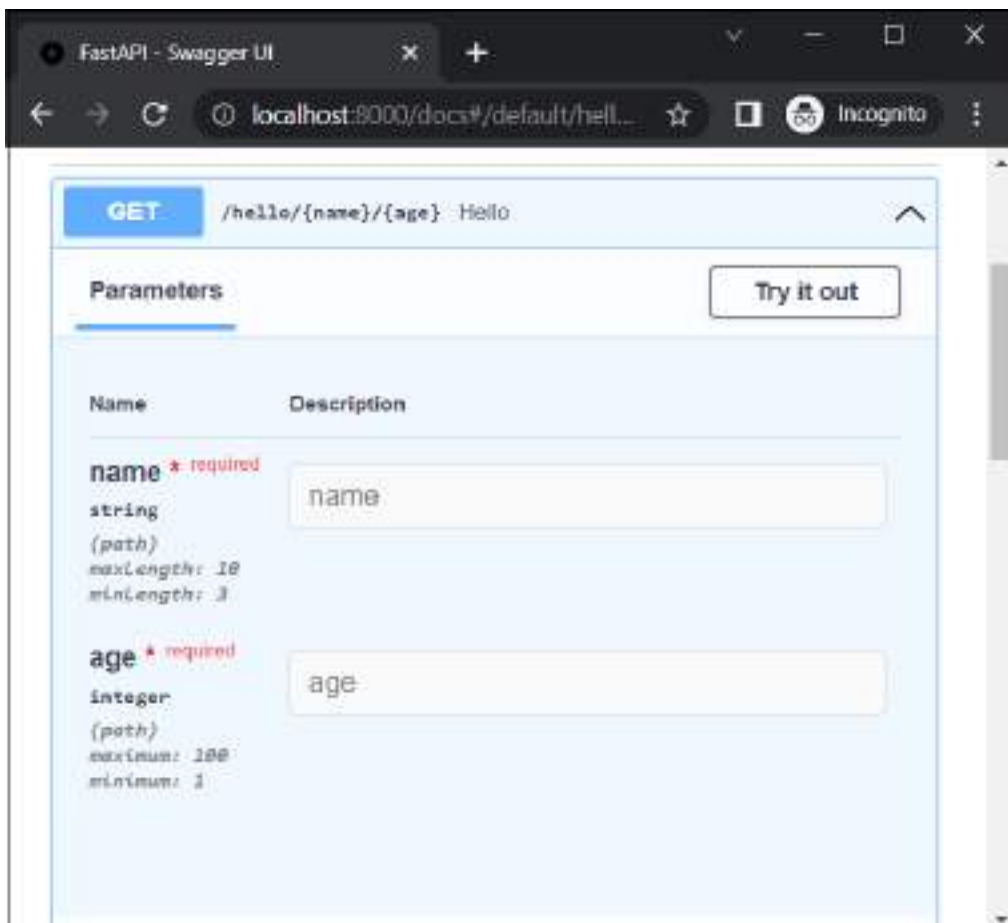 FastAPI - Swagger UI
localhost:8000/docs#/default/hell... Incognito
GET /hello/{name}/{age} Hello
Parameters Try it out
Name Description
name * required
name
string
(path)
maxLength: 10
minLength: 3
age * required
age
integer
(path)
maximum: 100
minimum: 1